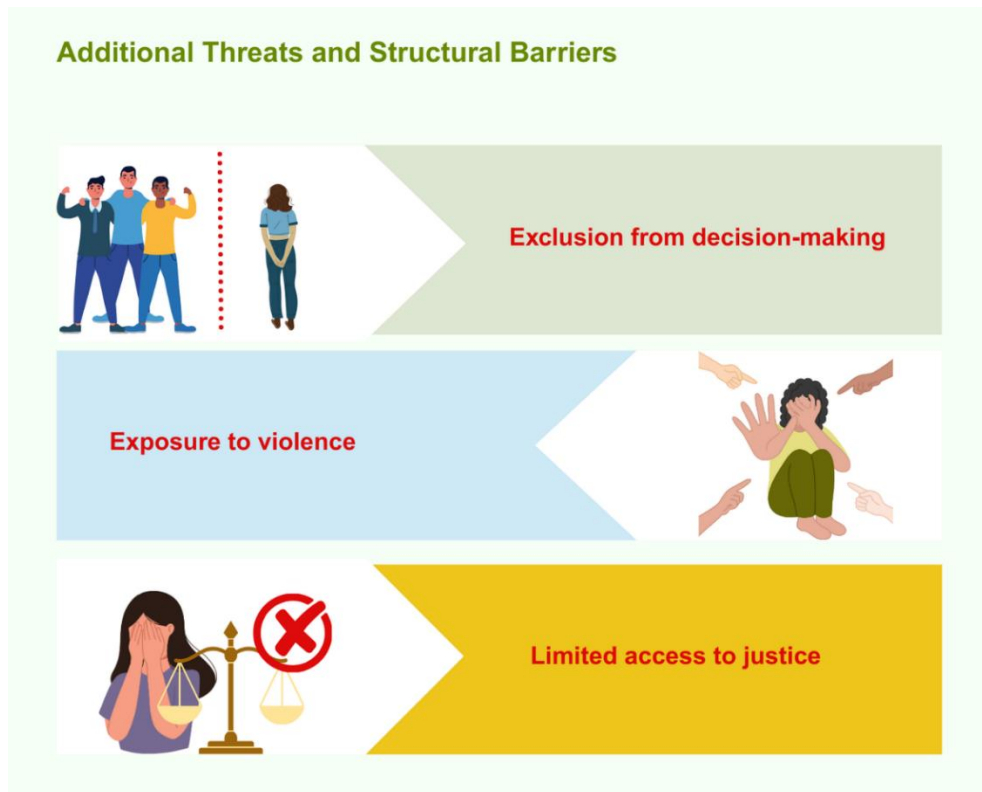 Additional Threats and Structural Barriers
Exclusion from decision-making
Exposure to violence
Limited access to justice